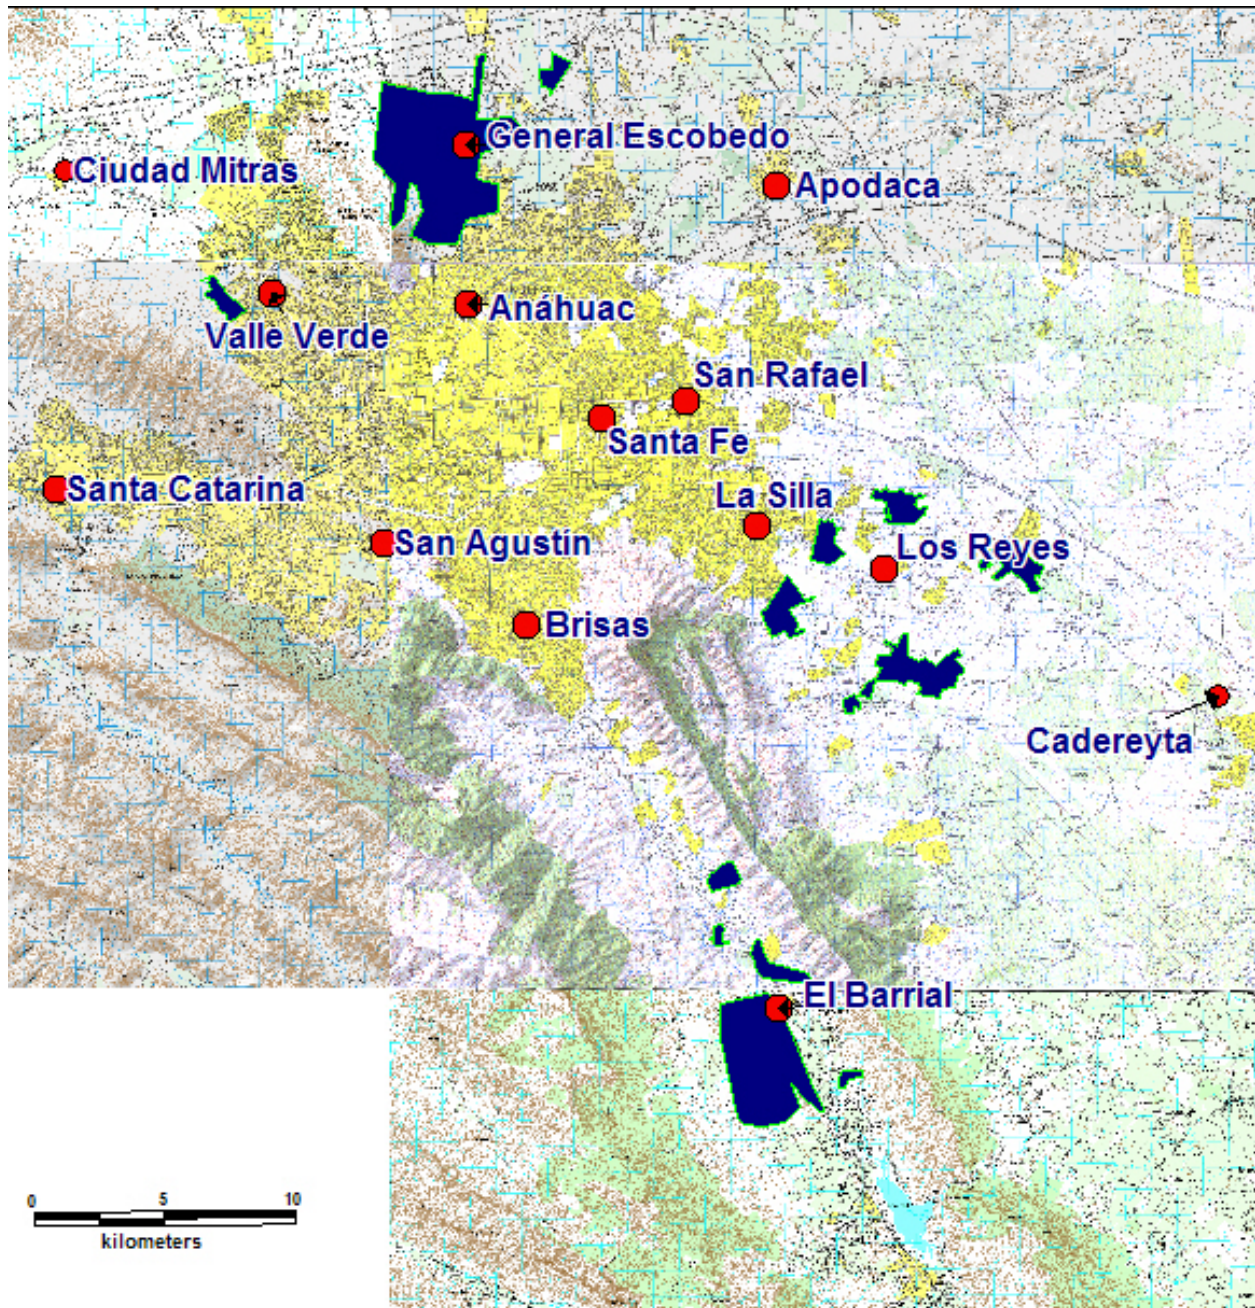 General Escobedo
Ciudad Mitras
Apodaca
Anáhuac
Valle Verde
San Rafael
Santa Fe
Santa Catarina
La Silla
San Agustín
Los Reyes
Brisas
Cadereyta
El Barrial
0 5 10
kilometers